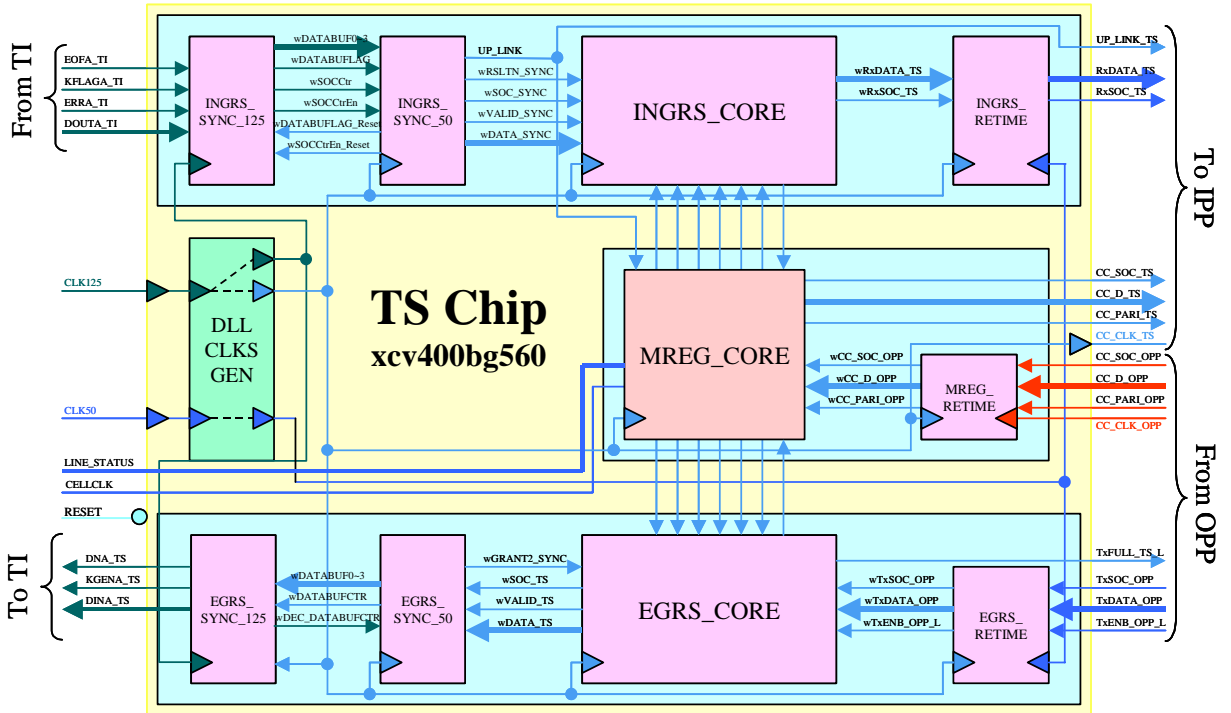 From TI
EOFA_TI
KFLAGA_TI
ERRA_TI
DOUTA_TI
INGRS_
SYNC_125
wDATABUF0~3
wDATABUFLAG
wSOCCtr
wSOCCtrEn
wDATABUFLAG_Reset
wSOCCtrEn_Reset
INGRS_
SYNC_50
UP_LINK
wRSLTN_SYNC
wSOC_SYNC
wVALID_SYNC
wDATA_SYNC
INGRS_CORE
wRxDATA_TS
wRxSOC_TS
INGRS_
RETIME
UP_LINK_TS
RxDATA_TS
RxSOC_TS
To IPP
CLK125
DLL
CLKS
GEN
CLK50
TS Chip
xcv400bg560
MREG_CORE
CC_SOC_TS
CC_D_TS
CC_PARI_TS
CC_CLK_TS
wCC_SOC_OPP
wCC_D_OPP
wCC_PARI_OPP
MREG_
RETIME
CC_SOC_OPP
CC_D_OPP
CC_PARI_OPP
CC_CLK_OPP
From OPP
LINE_STATUS
CELLCLK
RESET
To TI
DNA_TS
KGENA_TS
DINA_TS
EGRS_
SYNC_125
wDATABUF0~3
wDATABUFCTR
wDEC_DATABUFCTR
EGRS_
SYNC_50
wGRANT2_SYNC
wSOC_TS
wVALID_TS
wDATA_TS
EGRS_CORE
wTxSOC_OPP
wTxDATA_OPP
wTxENB_OPP_L
EGRS_
RETIME
TxFULL_TS_L
TxSOC_OPP
TxDATA_OPP
TxENB_OPP_L